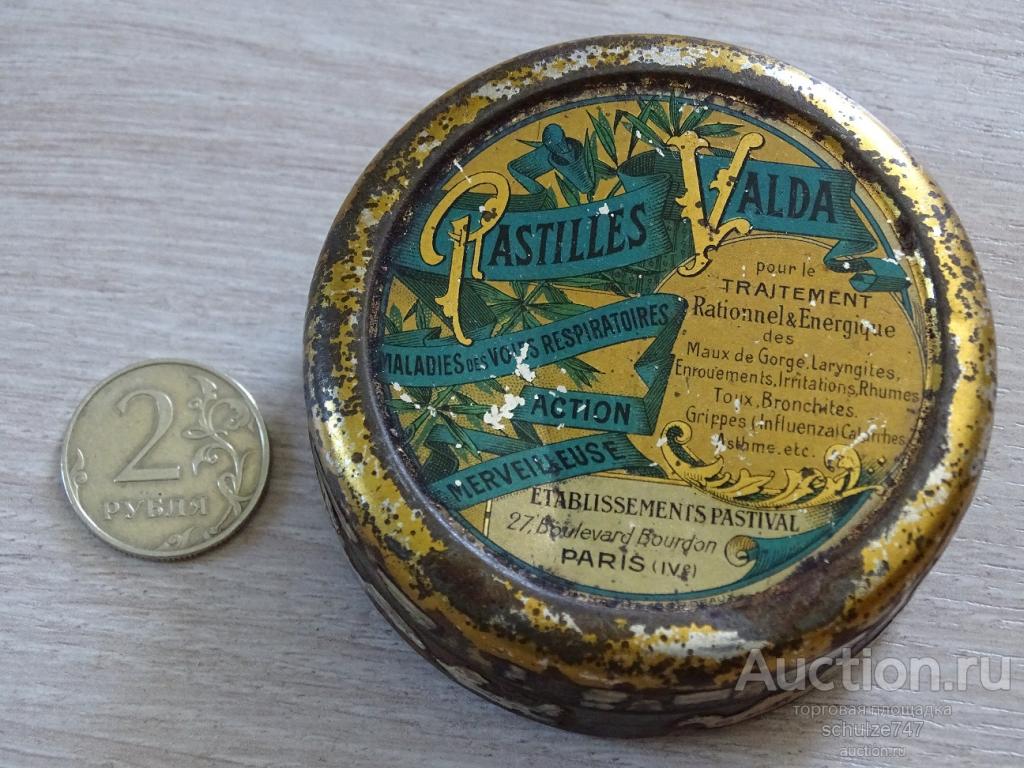 2
РУБЛЯ
PASTILLES VALDA
MALADIES DES VOIES RESPIRATOIRES
ACTION
MERVEILLEUSE
pour le
TRAITEMENT
Rationnel & Energique
des
Maux de Gorge, Laryngites,
Enrouements, Irritations, Rhumes
Toux, Bronchites.
Grippes (Influenza) Catarrhes
Asthme. etc.
ETABLISSEMENTS PASTIVAL
27, Boulevard Bourdon
PARIS (IVe)
Auction.ru
торговая площадка
schulze747
auction.ru